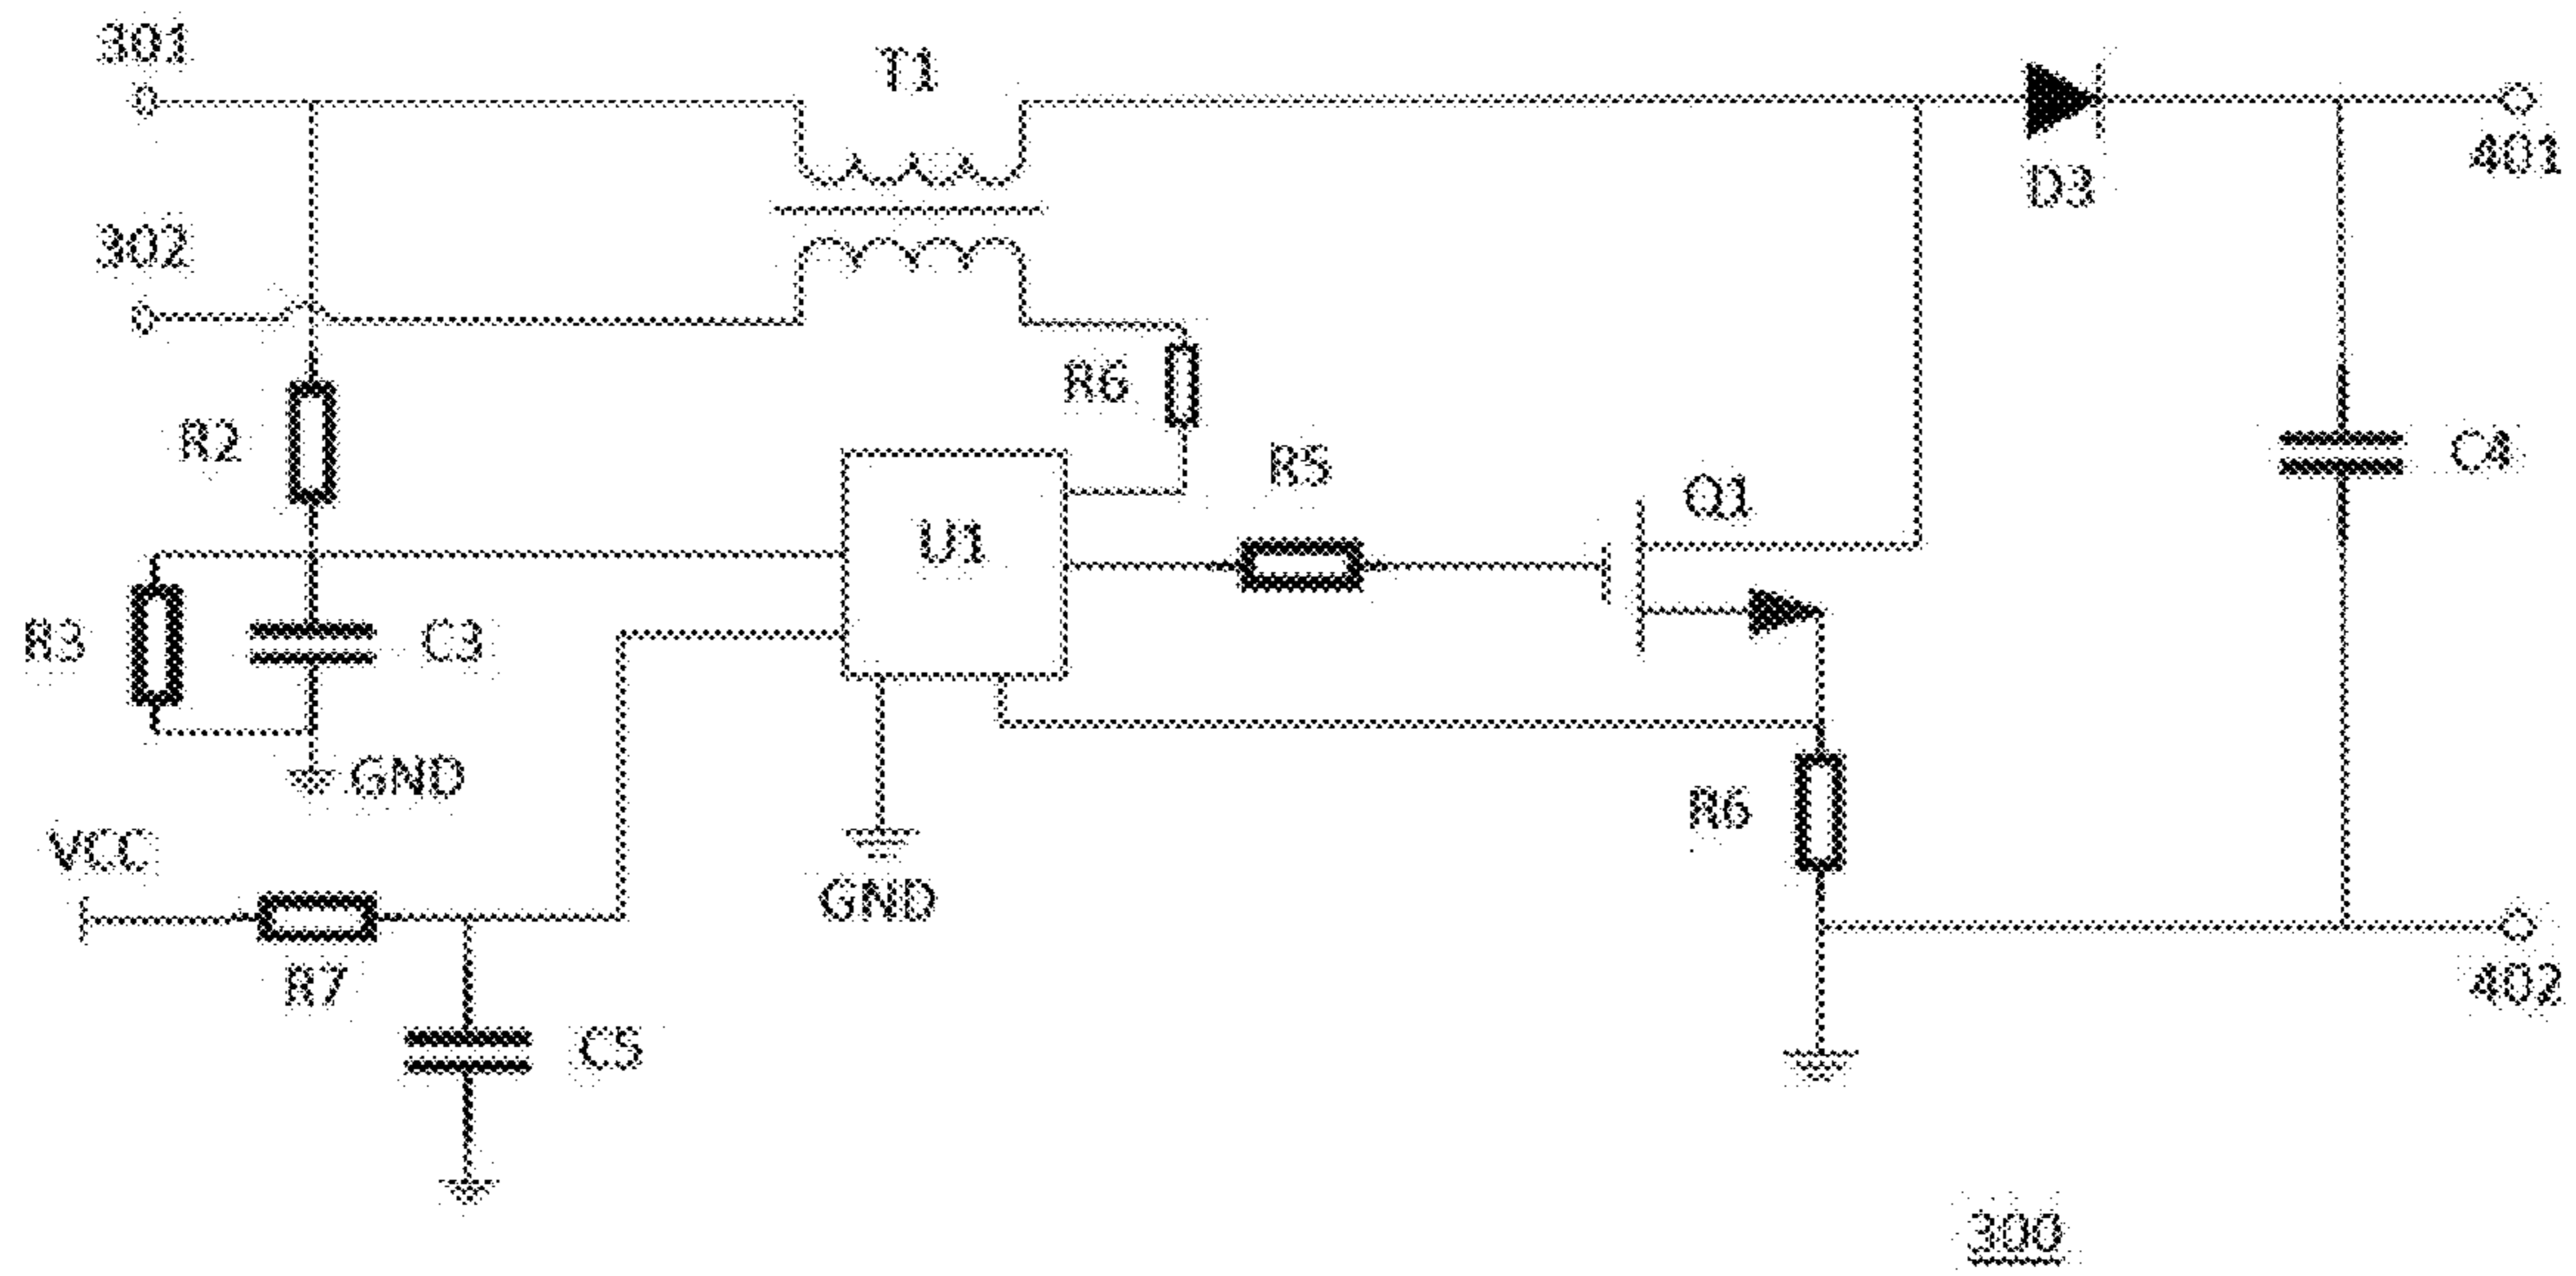 301
T1
401
D3
302
R6
R2
R5
Q1
C4
U1
R3
C3
GND
R6
VCC
GND
R7
402
C5
300